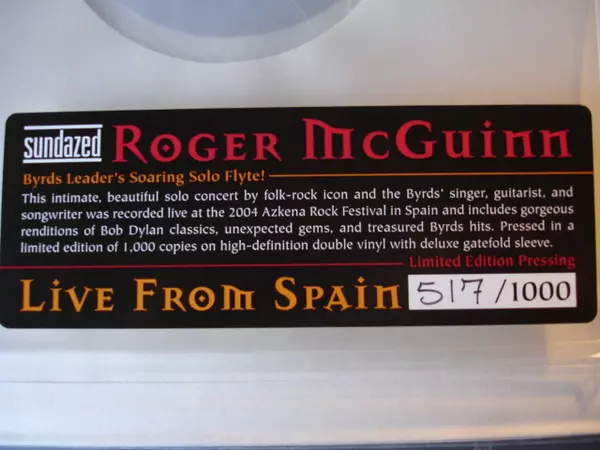 sundazed Roger McGuinn
Byrds Leader's Soaring Solo Flyte!
This intimate, beautiful solo concert by folk-rock icon and the Byrds' singer, guitarist, and
songwriter was recorded live at the 2004 Azkena Rock Festival in Spain and includes gorgeous
renditions of Bob Dylan classics, unexpected gems, and treasured Byrds hits. Pressed in a
limited edition of 1,000 copies on high-definition double vinyl with deluxe gatefold sleeve.
Limited Edition Pressing
Live From Spain 517/1000